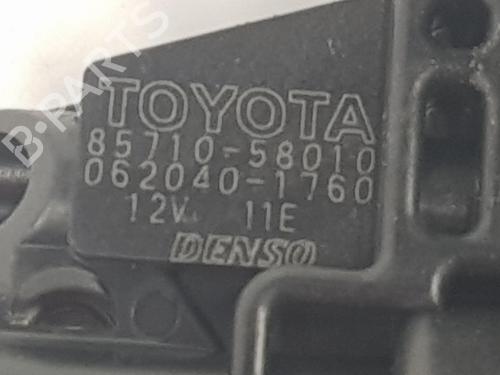 TOYOTA
85710-58010
062040-1760
12V 11E
DENSO
B-PARTS